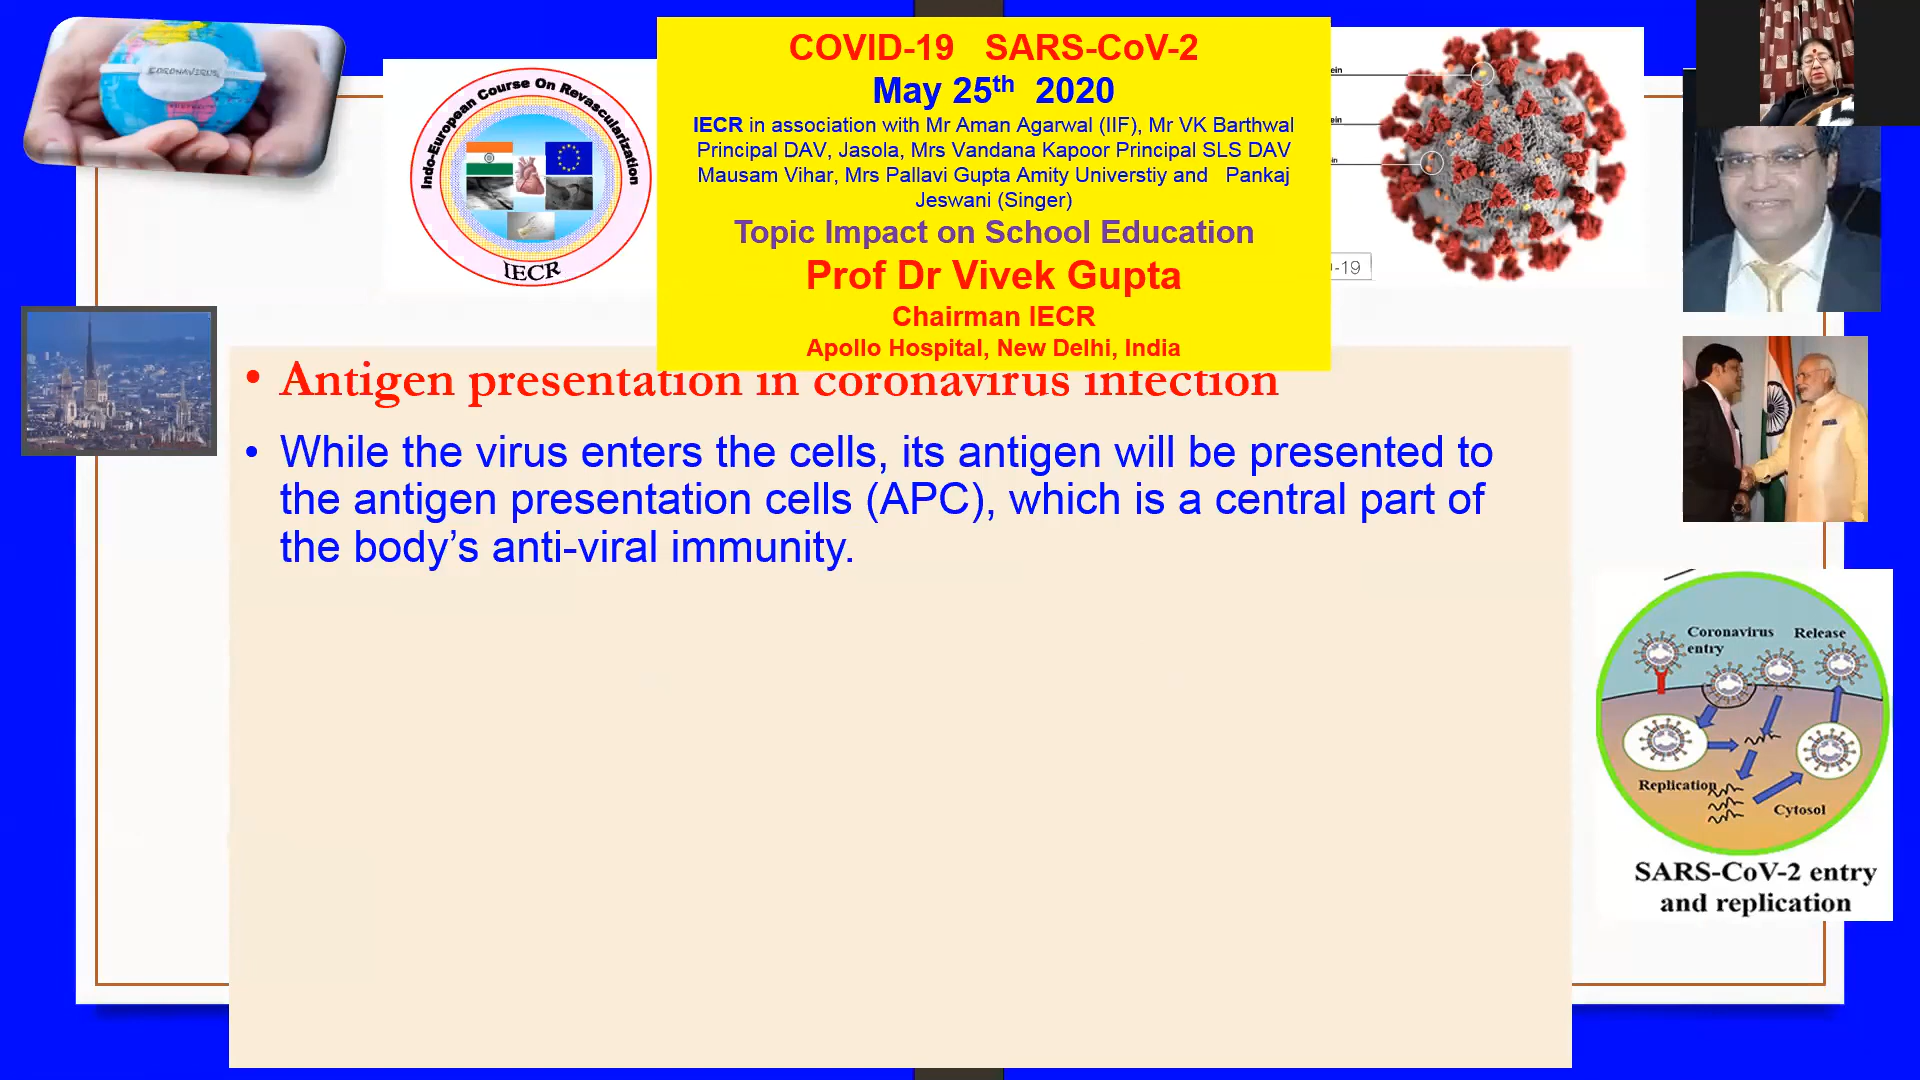 CORONAVIRUS
Indo-European Course On Revascularization
IECR
COVID-19 SARS-CoV-2
May 25th 2020
IECR in association with Mr Aman Agarwal (IIF), Mr VK Barthwal
Principal DAV, Jasola, Mrs Vandana Kapoor Principal SLS DAV
Mausam Vihar, Mrs Pallavi Gupta Amity Universtiy and Pankaj
Jeswani (Singer)
Topic Impact on School Education
Prof Dr Vivek Gupta
Chairman IECR
Apollo Hospital, New Delhi, India
ein
ein
ein
-19
• Antigen presentation in coronavirus infection
• While the virus enters the cells, its antigen will be presented to
the antigen presentation cells (APC), which is a central part of
the body’s anti-viral immunity.
Coronavirus
entry
Release
Replication
Cytosol
SARS-CoV-2 entry
and replication